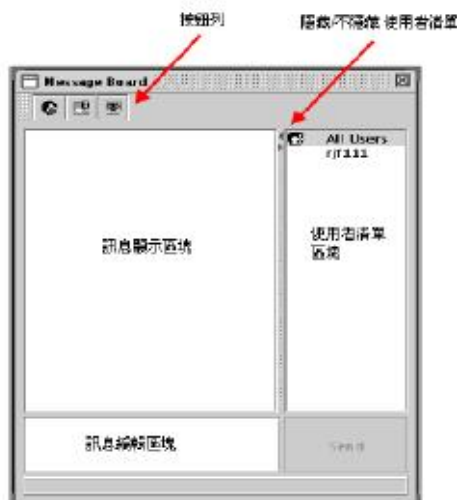 按鈕列
隱藏/不隱藏 使用者清單
Message Board
All Users
rjf111
訊息顯示區塊
使用者清單
區塊
訊息編輯區塊
Send